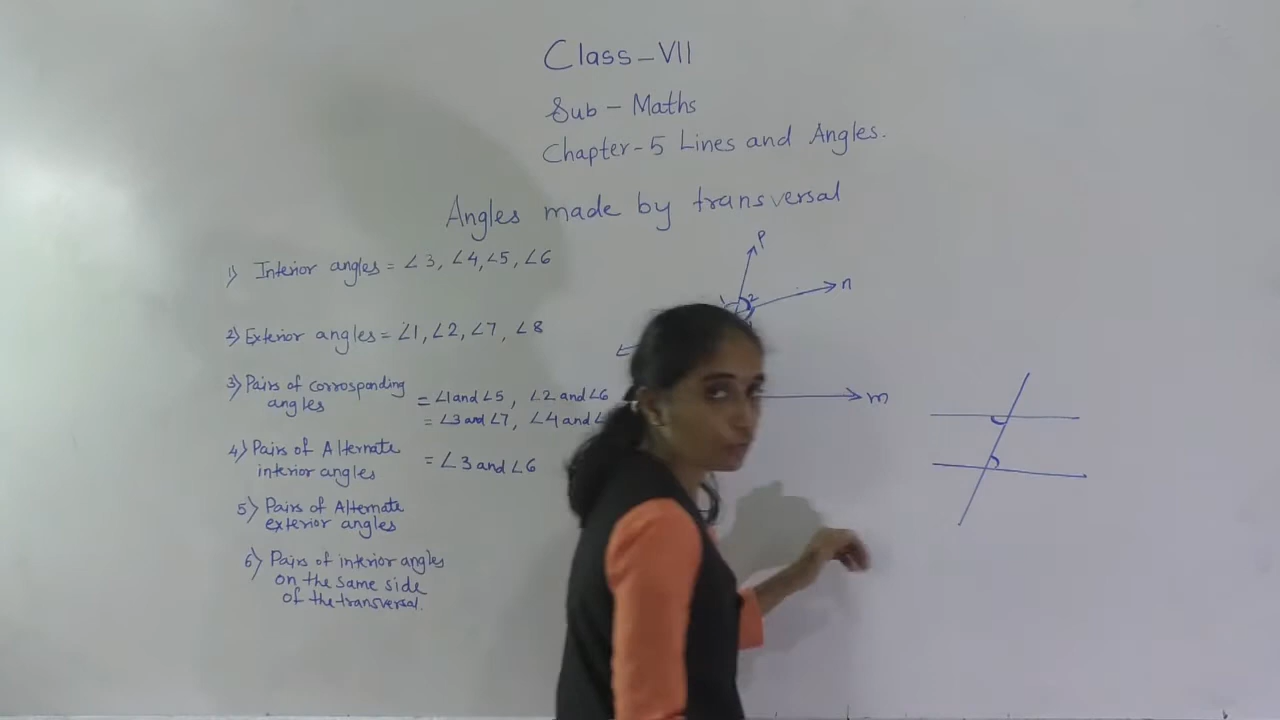 Class-VII
Sub - Maths
Chapter-5 Lines and Angles.
Angles made by transversal
1) Interior angles = ∠3, ∠4, ∠5, ∠6
2) Exterior angles = ∠1, ∠2, ∠7, ∠8
3) Pairs of corrosponding
angles
= ∠1 and ∠5, ∠2 and ∠6
= ∠3 and ∠7, ∠4 and ∠
4) Pairs of Alternate
interior angles
= ∠3 and ∠6
5) Pairs of Alternate
exterior angles
6) Pairs of interior angles
on the same side
of the transversal.
P
1 2
n
m